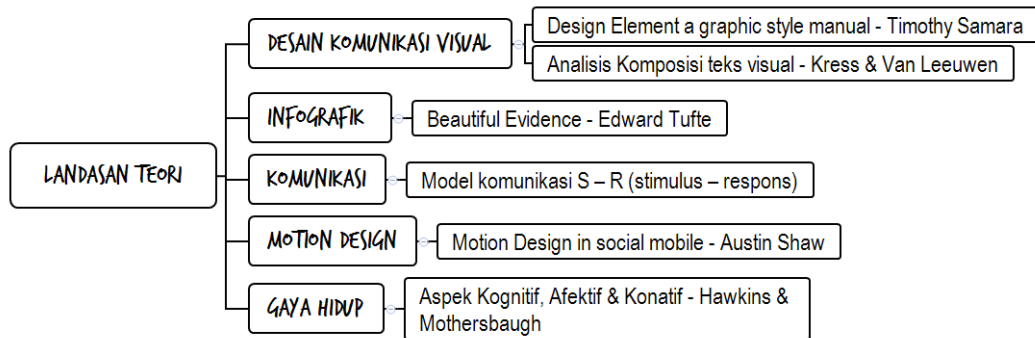 LANDASAN TEORI
DESAIN KOMUNIKASI VISUAL
Design Element a graphic style manual - Timothy Samara
Analisis Komposisi teks visual - Kress & Van Leeuwen
INFOGRAFIK
Beautiful Evidence - Edward Tufte
KOMUNIKASI
Model komunikasi S – R (stimulus – respons)
MOTION DESIGN
Motion Design in social mobile - Austin Shaw
GAYA HIDUP
Aspek Kognitif, Afektif & Konatif - Hawkins &
Mothersbaugh